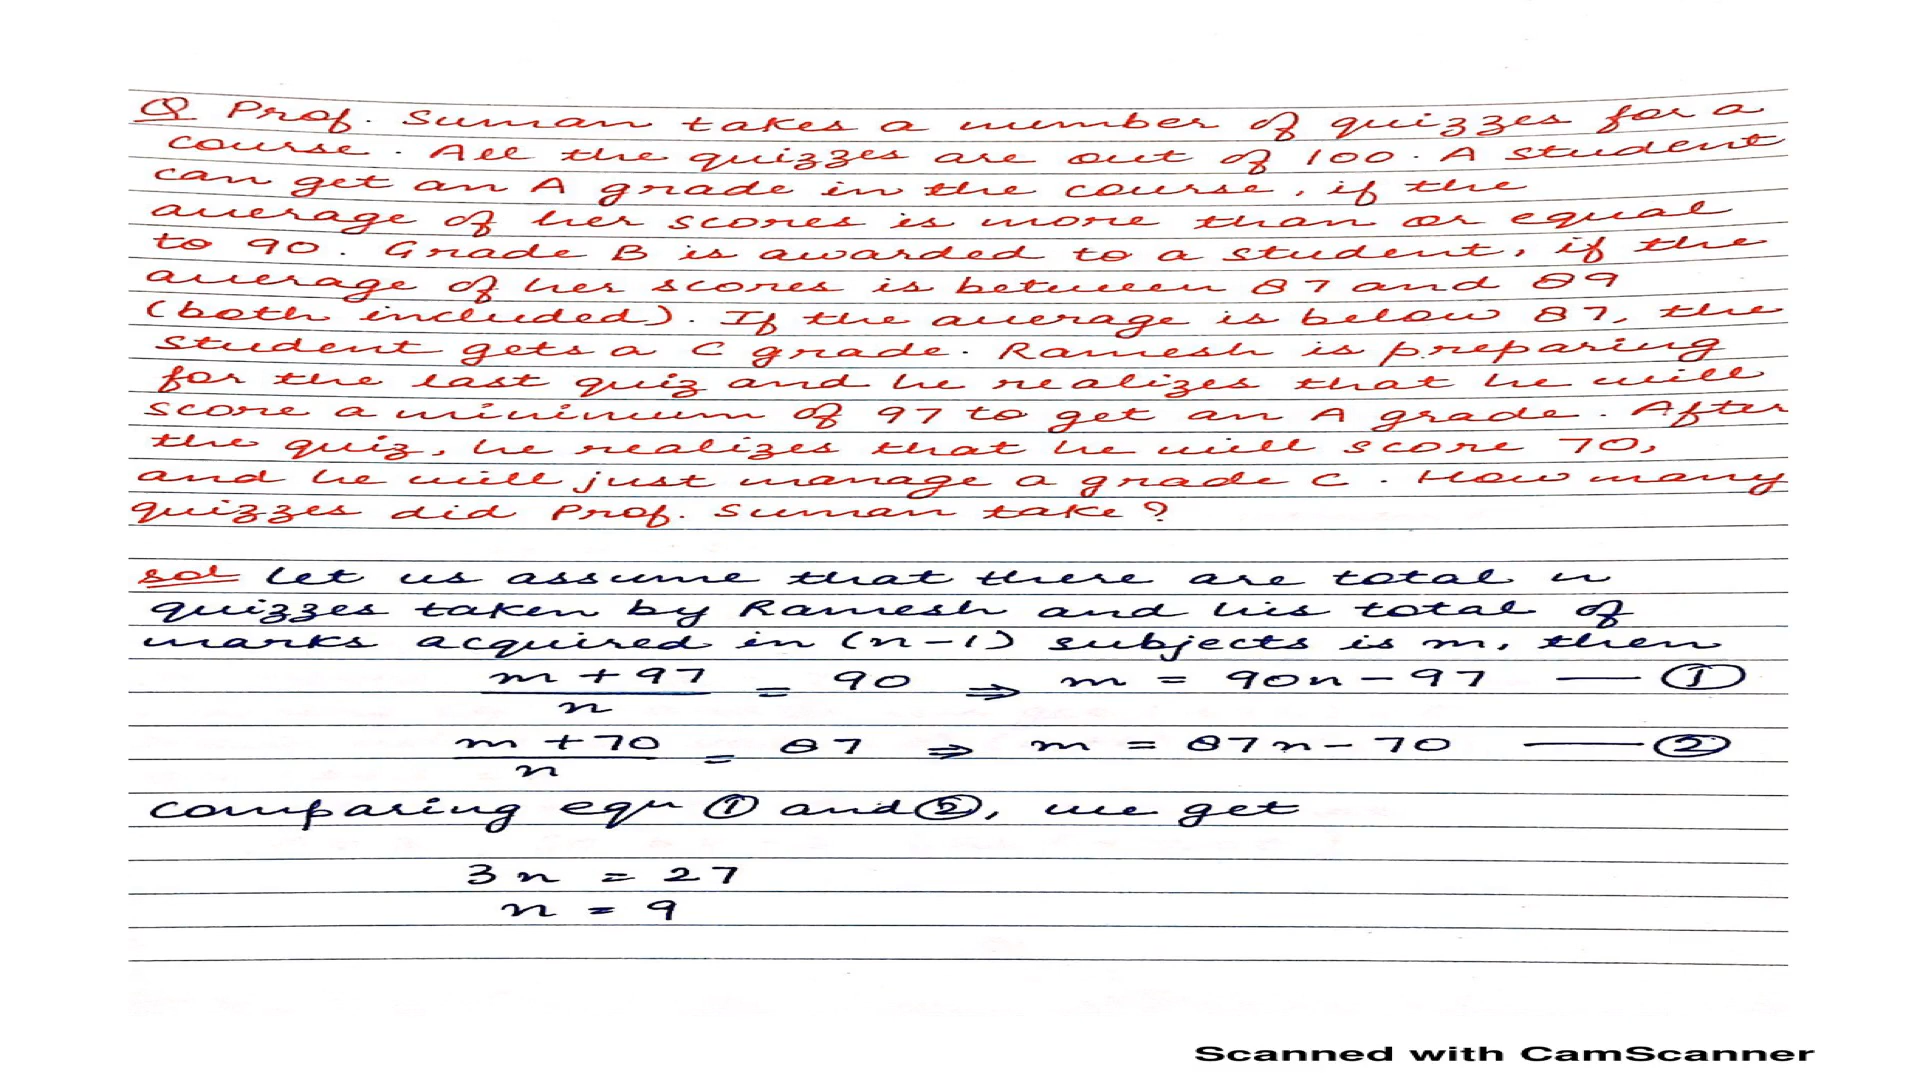 Q Prof. Suman takes a number of quizzes for a
course. All the quizzes are out of 100. A student
can get an A grade in the course, if the
average of her scores is more than or equal
to 90. Grade B is awarded to a student, if the
average of her scores is between 87 and 89
(both included). If the average is below 87, the
student gets a C grade. Ramesh is preparing
for the last quiz and he realizes that he will
score a minimum of 97 to get an A grade. After
the quiz, he realizes that he will score 70,
and he will just manage a grade C. How many
quizzes did Prof. Suman take?
sol Let us assume that there are total n
quizzes taken by Ramesh and his total of
marks acquired in (n-1) subjects is m, then
m + 97 / n = 90 ⇒ m = 90n - 97 — ①
m + 70 / n = 87 ⇒ m = 87n - 70 — ②
comparing equ ① and ②, we get
3n = 27
n = 9
Scanned with CamScanner